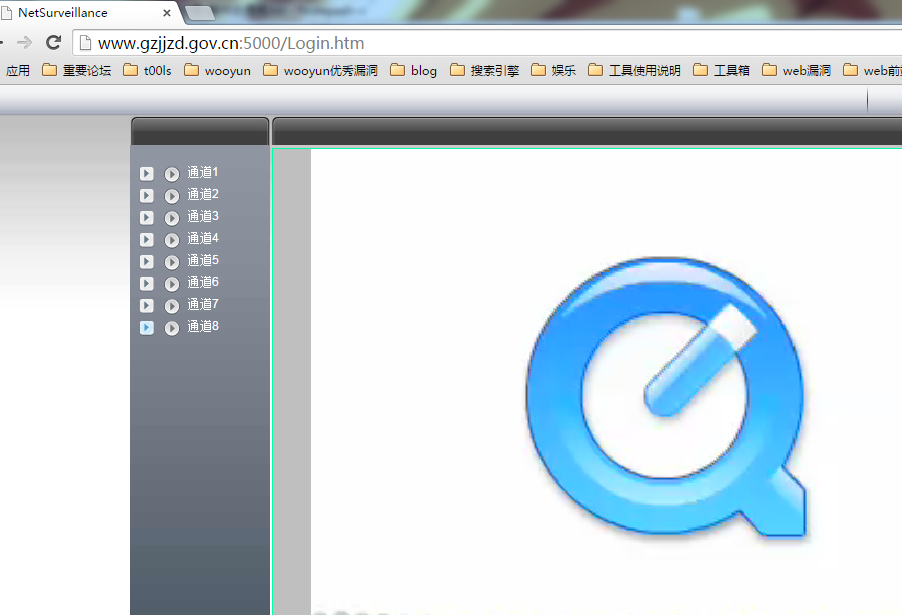 NetSurveillance
www.gzjjzd.gov.cn:5000/Login.htm
应用 重要论坛 t00ls wooyun wooyun优秀漏洞 blog 搜索引擎 娱乐 工具使用说明 工具箱 web漏洞 web前
通道1
通道2
通道3
通道4
通道5
通道6
通道7
通道8